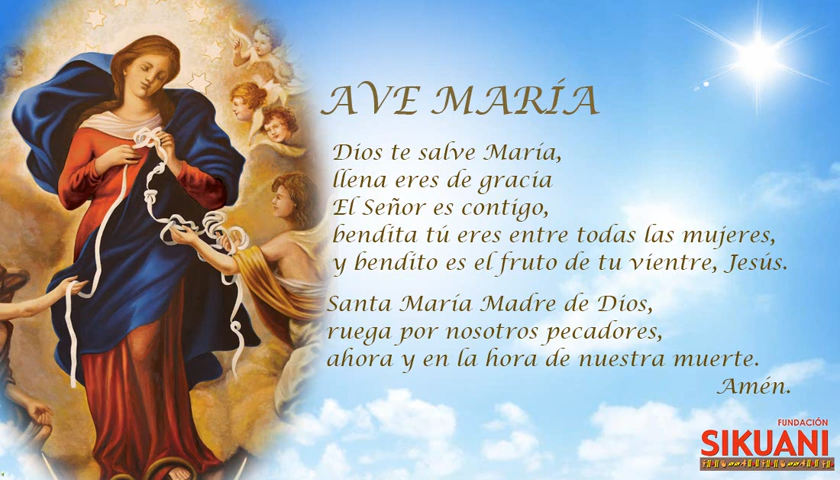 AVE MARÍA
Dios te salve María,
llena eres de gracia
El Señor es contigo,
bendita tú eres entre todas las mujeres,
y bendito es el fruto de tu vientre, Jesús.
Santa María Madre de Dios,
ruega por nosotros pecadores,
ahora y en la hora de nuestra muerte.
Amén.
FUNDACIÓN
SIKUANI